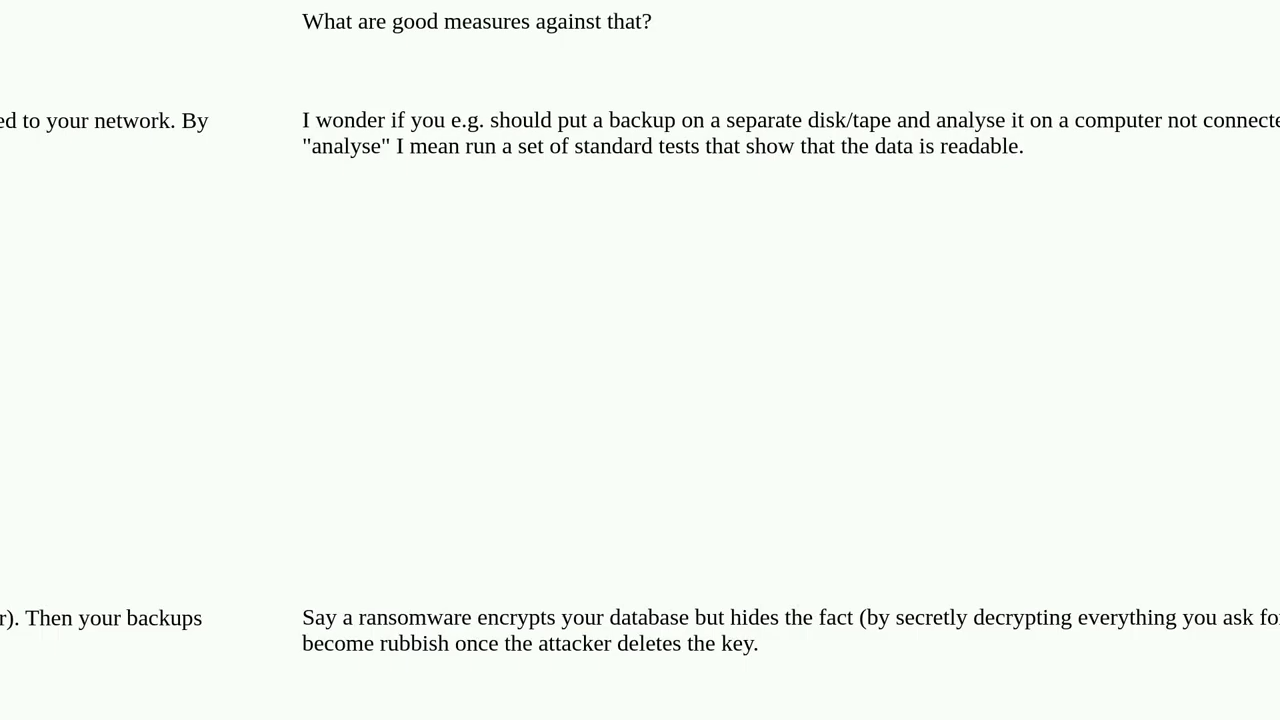 What are good measures against that?
ed to your network. By
I wonder if you e.g. should put a backup on a separate disk/tape and analyse it on a computer not connecte
"analyse" I mean run a set of standard tests that show that the data is readable.
r). Then your backups
Say a ransomware encrypts your database but hides the fact (by secretly decrypting everything you ask fo
become rubbish once the attacker deletes the key.